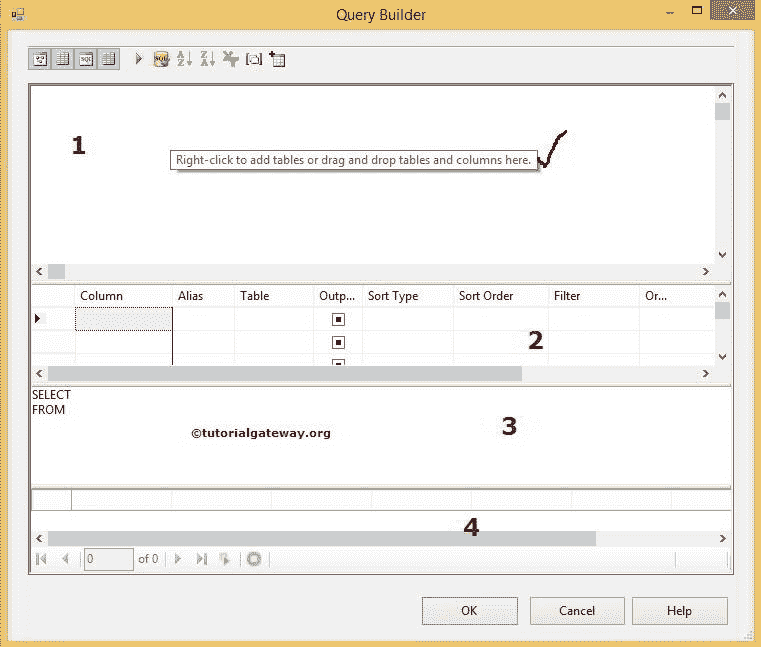 Query Builder
SQL SQL A Z Z A
1
Right-click to add tables or drag and drop tables and columns here.
Column Alias Table Outp... Sort Type Sort Order Filter Or...
2
SELECT
FROM
©tutorialgateway.org
3
4
0 of 0
OK Cancel Help